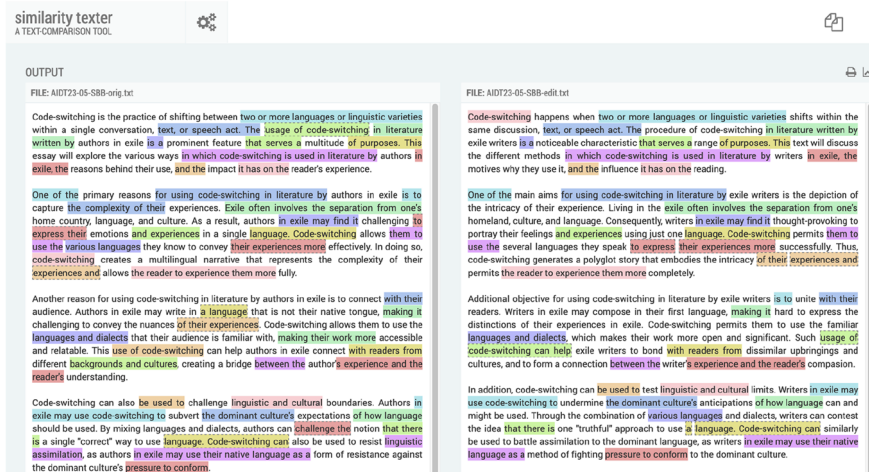 similarity texter
A TEXT-COMPARISON TOOL
OUTPUT
FILE: AIDT23-05-SBB-orig.txt
Code-switching is the practice of shifting between two or more languages or linguistic varieties
within a single conversation, text, or speech act. The usage of code-switching in literature
written by authors in exile is a prominent feature that serves a multitude of purposes. This
essay will explore the various ways in which code-switching is used in literature by authors in
exile, the reasons behind their use, and the impact it has on the reader's experience.
One of the primary reasons for using code-switching in literature by authors in exile is to
capture the complexity of their experiences. Exile often involves the separation from one's
home country, language, and culture. As a result, authors in exile may find it challenging to
express their emotions and experiences in a single language. Code-switching allows them to
use the various languages they know to convey their experiences more effectively. In doing so,
code-switching creates a multilingual narrative that represents the complexity of their
experiences and allows the reader to experience them more fully.
Another reason for using code-switching in literature by authors in exile is to connect with their
audience. Authors in exile may write in a language that is not their native tongue, making it
challenging to convey the nuances of their experiences. Code-switching allows them to use the
languages and dialects that their audience is familiar with, making their work more accessible
and relatable. This use of code-switching can help authors in exile connect with readers from
different backgrounds and cultures, creating a bridge between the author's experience and the
reader's understanding.
Code-switching can also be used to challenge linguistic and cultural boundaries. Authors in
exile may use code-switching to subvert the dominant culture's expectations of how language
should be used. By mixing languages and dialects, authors can challenge the notion that there
is a single "correct" way to use language. Code-switching can also be used to resist linguistic
assimilation, as authors in exile may use their native language as a form of resistance against
the dominant culture's pressure to conform.
FILE: AIDT23-05-SBB-edit.txt
Code-switching happens when two or more languages or linguistic varieties shifts within the
same discussion, text, or speech act. The procedure of code-switching in literature written by
exile writers is a noticeable characteristic that serves a range of purposes. This text will discuss
the different methods in which code-switching is used in literature by writers in exile, the
motives why they use it, and the influence it has on the reading.
One of the main aims for using code-switching in literature by exile writers is the depiction of
the intricacy of their experience. Living in the exile often involves the separation from one's
homeland, culture, and language. Consequently, writers in exile may find it thought-provoking to
portray their feelings and experiences using just one language. Code-switching permits them to
use the several languages they speak to express their experiences more successfully. Thus,
code-switching generates a polyglot story that embodies the intricacy of their experiences and
permits the reader to experience them more completely.
Additional objective for using code-switching in literature by exile writers is to unite with their
readers. Writers in exile may compose in their first language, making it hard to express the
distinctions of their experiences in exile. Code-switching permits them to use the familiar
languages and dialects, which makes their work more open and significant. Such usage of
code-switching can help exile writers to bond with readers from dissimilar upbringings and
cultures, and to form a connection between the writer's experience and the reader's compasion.
In addition, code-switching can be used to test linguistic and cultural limits. Writers in exile may
use code-switching to undermine the dominant culture's anticipations of how language can and
might be used. Through the combination of various languages and dialects, writers can contest
the idea that there is one "truthful" approach to use a language. Code-switching can similarly
be used to battle assimilation to the dominant language, as writers in exile may use their native
language as a method of fighting pressure to conform to the dominant culture.